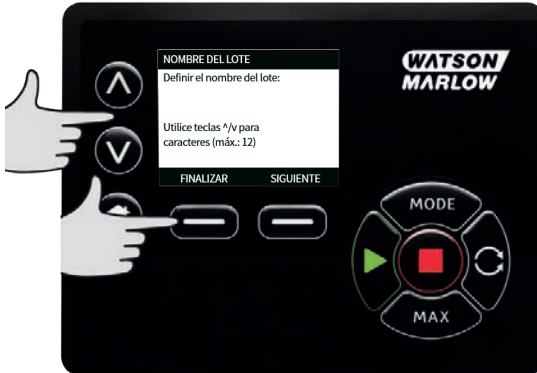 NOMBRE DEL LOTE
Definir el nombre del lote:
Utilice teclas ^/v para
caracteres (máx.: 12)
FINALIZAR SIGUIENTE
WATSON
MARLOW
MODE
MAX